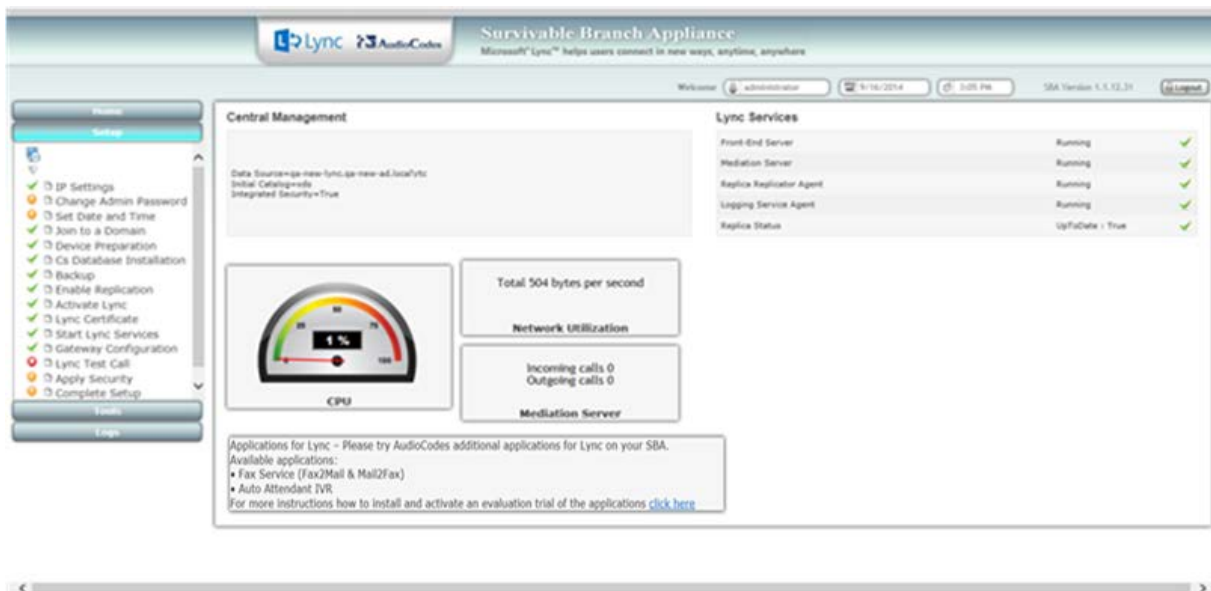 Lync AudioCodes
Survivable Branch Appliance
Microsoft® Lync™ helps users connect in new ways, anytime, anywhere
Welcome administrator 9/16/2014 3:05 PM SBA Version 1.1.12.31 Logout
Home
Setup
IP Settings
Change Admin Password
Set Date and Time
Join to a Domain
Device Preparation
Cs Database Installation
Backup
Enable Replication
Activate Lync
Lync Certificate
Start Lync Services
Gateway Configuration
Lync Test Call
Apply Security
Complete Setup
Tools
Logs
Central Management
Data Source=qa-new-lync.qa-new-ad.local\rtc
Initial Catalog=xds
Integrated Security=True
Lync Services
Front-End Server Running
Mediation Server Running
Replica Replicator Agent Running
Logging Service Agent Running
Replica Status UpToDate : True
0 25 50 75 100
1 %
CPU
Total 504 bytes per second
Network Utilization
Incoming calls 0
Outgoing calls 0
Mediation Server
Applications for Lync – Please try AudioCodes additional applications for Lync on your SBA.
Available applications:
• Fax Service (Fax2Mail & Mail2Fax)
• Auto Attendant IVR
For more instructions how to install and activate an evaluation trial of the applications click here